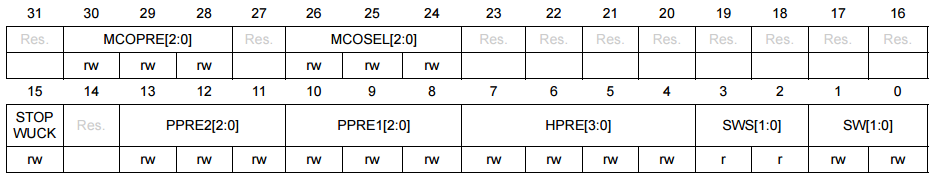 31 30 29 28 27 26 25 24 23 22 21 20 19 18 17 16
Res. MCOPRE[2:0] Res. MCOSEL[2:0] Res. Res. Res. Res. Res. Res. Res. Res.
rw rw rw rw rw rw
15 14 13 12 11 10 9 8 7 6 5 4 3 2 1 0
STOP
WUCK Res. PPRE2[2:0] PPRE1[2:0] HPRE[3:0] SWS[1:0] SW[1:0]
rw rw rw rw rw rw rw rw rw rw rw r r rw rw